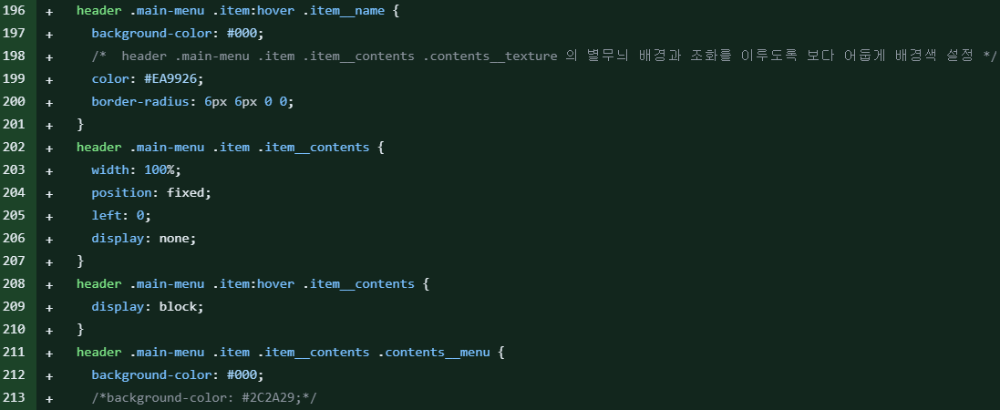 196 + header .main-menu .item:hover .item__name {
197 + background-color: #000;
198 + /*  header .main-menu .item .item__contents .contents__texture 의 별무늬 배경과 조화를 이루도록 보다 어둡게 배경색 설정 */
199 + color: #EA9926;
200 + border-radius: 6px 6px 0 0;
201 + }
202 + header .main-menu .item .item__contents {
203 + width: 100%;
204 + position: fixed;
205 + left: 0;
206 + display: none;
207 + }
208 + header .main-menu .item:hover .item__contents {
209 + display: block;
210 + }
211 + header .main-menu .item .item__contents .contents__menu {
212 + background-color: #000;
213 + /*background-color: #2C2A29;*/